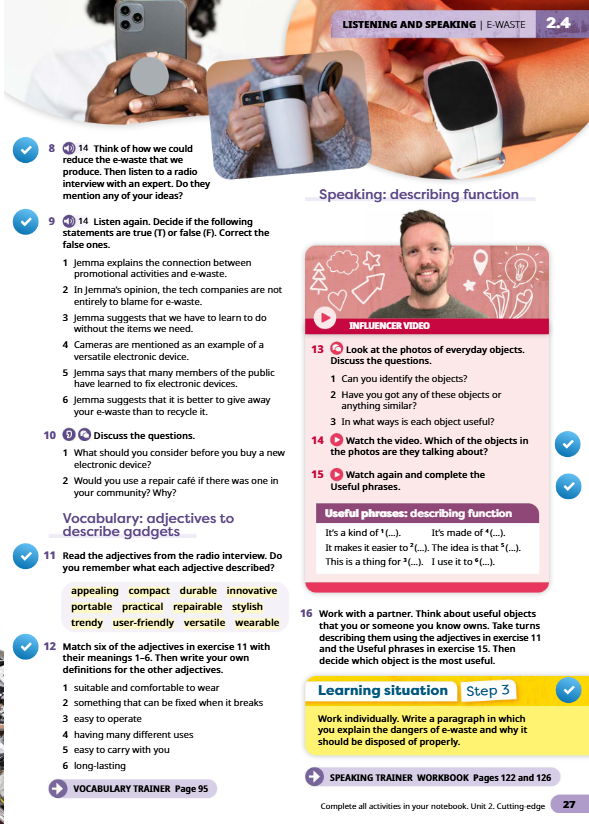 LISTENING AND SPEAKING | E-WASTE 2.4
8 14 Think of how we could
reduce the e-waste that we
produce. Then listen to a radio
interview with an expert. Do they
mention any of your ideas?
9 14 Listen again. Decide if the following
statements are true (T) or false (F). Correct the
false ones.
1 Jemma explains the connection between
promotional activities and e-waste.
2 In Jemma's opinion, the tech companies are not
entirely to blame for e-waste.
3 Jemma suggests that we have to learn to do
without the items we need.
4 Cameras are mentioned as an example of a
versatile electronic device.
5 Jemma says that many members of the public
have learned to fix electronic devices.
6 Jemma suggests that it is better to give away
your e-waste than to recycle it.
10 Discuss the questions.
1 What should you consider before you buy a new
electronic device?
2 Would you use a repair café if there was one in
your community? Why?
Vocabulary: adjectives to
describe gadgets
11 Read the adjectives from the radio interview. Do
you remember what each adjective described?
appealing compact durable innovative
portable practical repairable stylish
trendy user-friendly versatile wearable
12 Match six of the adjectives in exercise 11 with
their meanings 1–6. Then write your own
definitions for the other adjectives.
1 suitable and comfortable to wear
2 something that can be fixed when it breaks
3 easy to operate
4 having many different uses
5 easy to carry with you
6 long-lasting
VOCABULARY TRAINER Page 95
Speaking: describing function
INFLUENCER VIDEO
13 Look at the photos of everyday objects.
Discuss the questions.
1 Can you identify the objects?
2 Have you got any of these objects or
anything similar?
3 In what ways is each object useful?
14 Watch the video. Which of the objects in
the photos are they talking about?
15 Watch again and complete the
Useful phrases.
Useful phrases: describing function
It's a kind of ¹(...). It's made of ⁴(...).
It makes it easier to ²(...). The idea is that ⁵(...).
This is a thing for ³(...). I use it to ⁶(...).
16 Work with a partner. Think about useful objects
that you or someone you know owns. Take turns
describing them using the adjectives in exercise 11
and the Useful phrases in exercise 15. Then
decide which object is the most useful.
Learning situation Step 3
Work individually. Write a paragraph in which
you explain the dangers of e-waste and why it
should be disposed of properly.
SPEAKING TRAINER WORKBOOK Pages 122 and 126
Complete all activities in your notebook. Unit 2. Cutting-edge 27